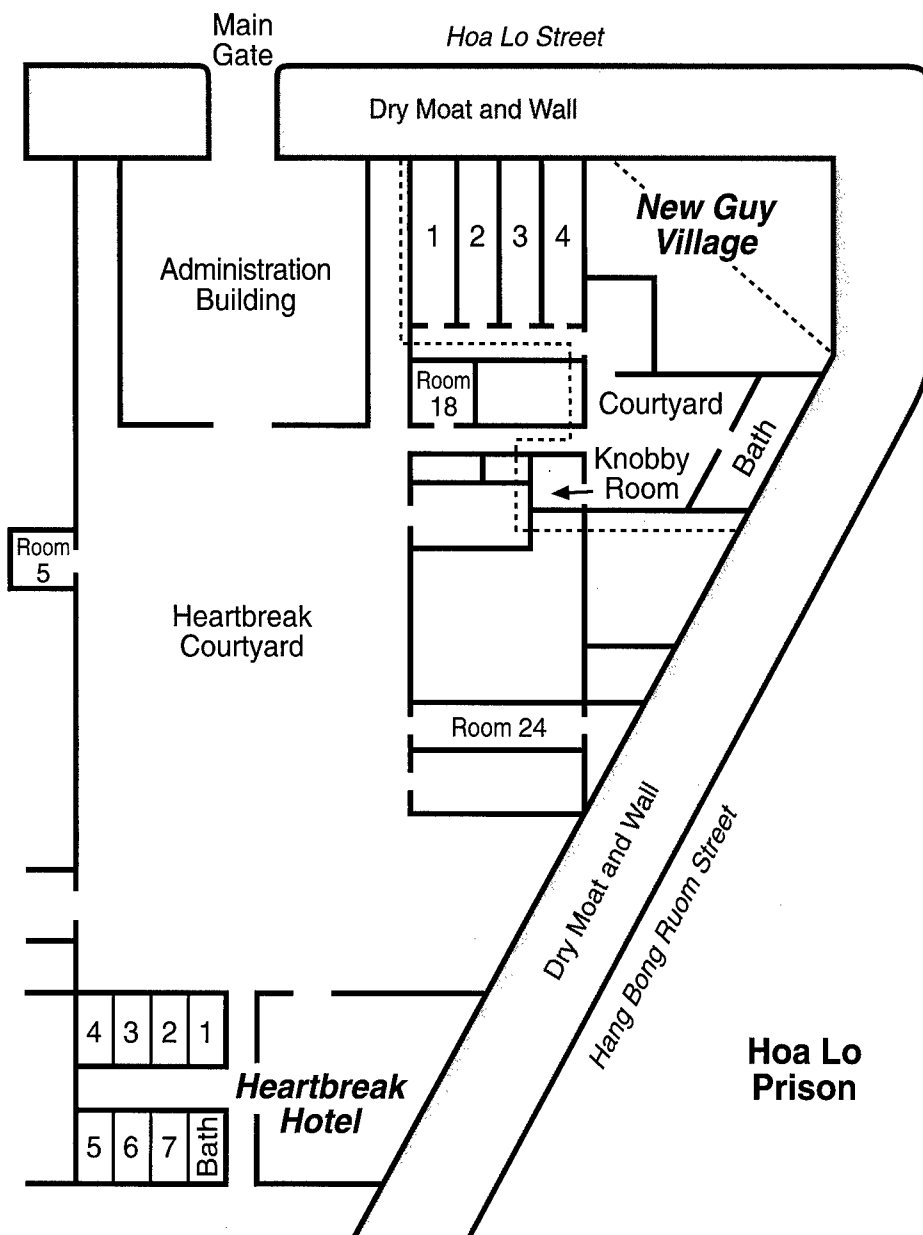 Main
Gate
Hoa Lo Street
Dry Moat and Wall
New Guy
Village
1 2 3 4
Administration
Building
Room
18
Courtyard
Bath
Knobby
Room
Room
5
Heartbreak
Courtyard
Room 24
Dry Moat and Wall
Hang Bong Ruom Street
4 3 2 1
Heartbreak
Hotel
5 6 7 Bath
Hoa Lo
Prison